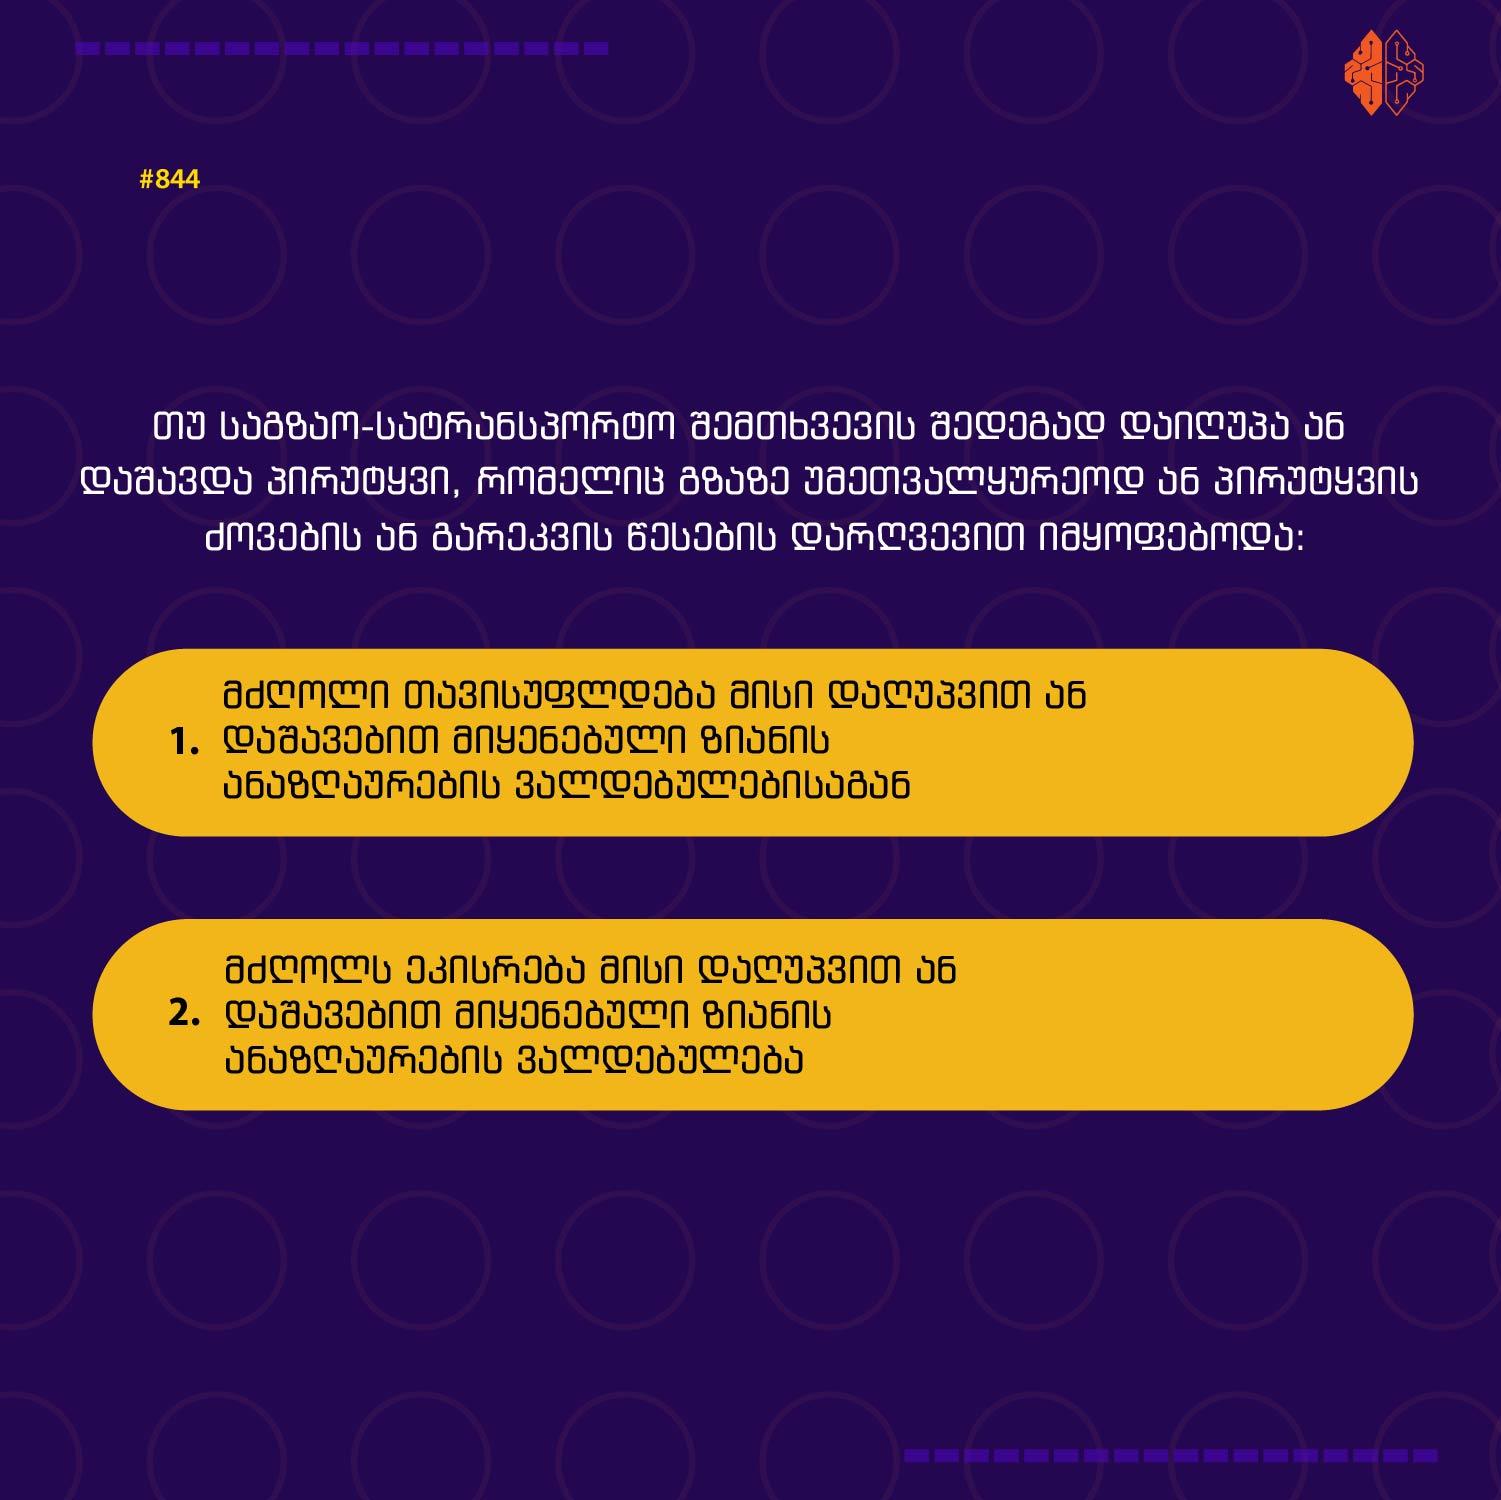 #844
თუ საგზაო-სატრანსპორტო შემთხვევის შედეგად დაიღუპა ან
დაშავდა პირუტყვი, რომელიც გზაზე უმეთვალყურეოდ ან პირუტყვის
ძოვების ან გარეკვის წესების დარღვევით იმყოფებოდა:
1. მძღოლი თავისუფლდება მისი დაღუპვით ან
დაშავებით მიყენებული ზიანის
ანაზღაურების ვალდებულებისაგან
2. მძღოლს ეკისრება მისი დაღუპვით ან
დაშავებით მიყენებული ზიანის
ანაზღაურების ვალდებულება